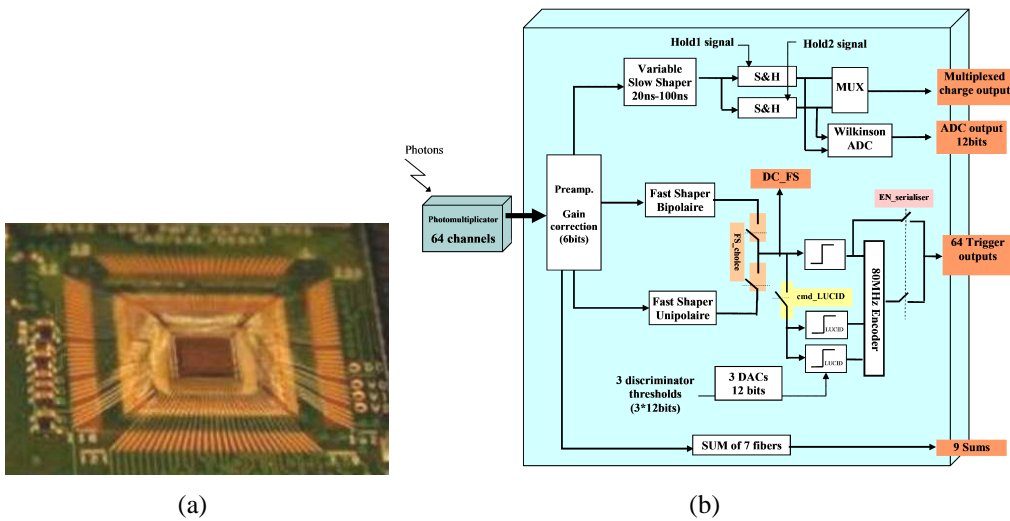 Hold1 signal
Hold2 signal
Variable
Slow Shaper
20ns-100ns
S&H
S&H
MUX
Multiplexed
charge output
Wilkinson
ADC
ADC output
12bits
Photons
Photomultiplicator
64 channels
Preamp.
Gain
correction
(6bits)
Fast Shaper
Bipolaire
DC_FS
FS_choice
EN_serialiser
64 Trigger
outputs
cmd_LUCID
Fast Shaper
Unipolaire
LUCID
LUCID
80MHz Encoder
3 discriminator
thresholds
(3*12bits)
3 DACs
12 bits
SUM of 7 fibers
9 Sums
(a)
(b)